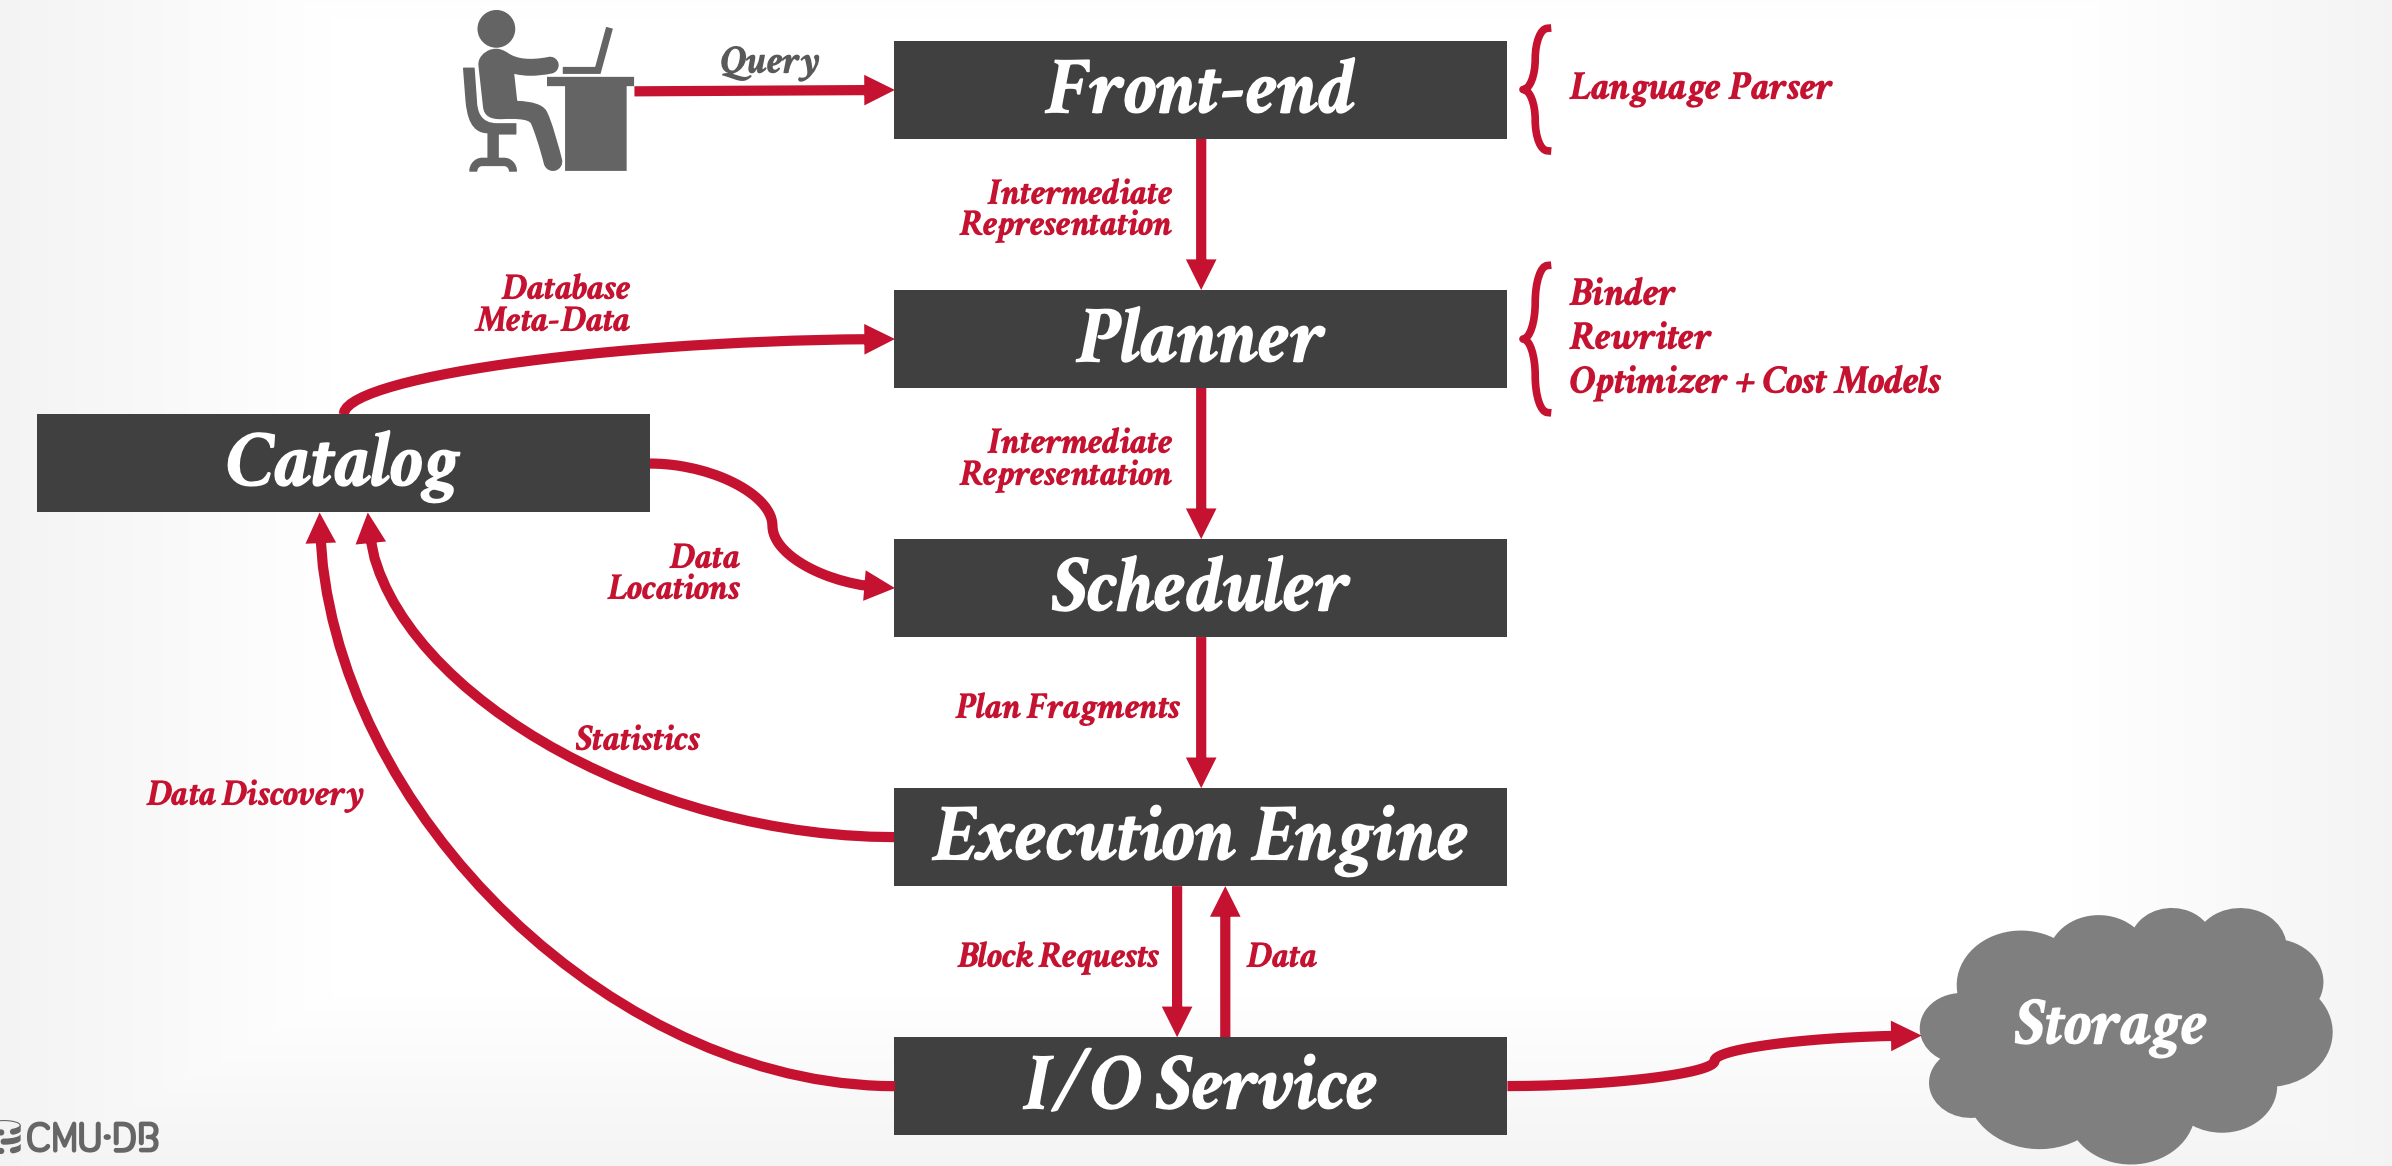 Query
Front-end
Language Parser
Intermediate
Representation
Database
Meta-Data
Planner
Binder
Rewriter
Optimizer + Cost Models
Catalog
Intermediate
Representation
Data
Locations
Scheduler
Plan Fragments
Statistics
Data Discovery
Execution Engine
Block Requests
Data
Storage
I/O Service
CMU·DB